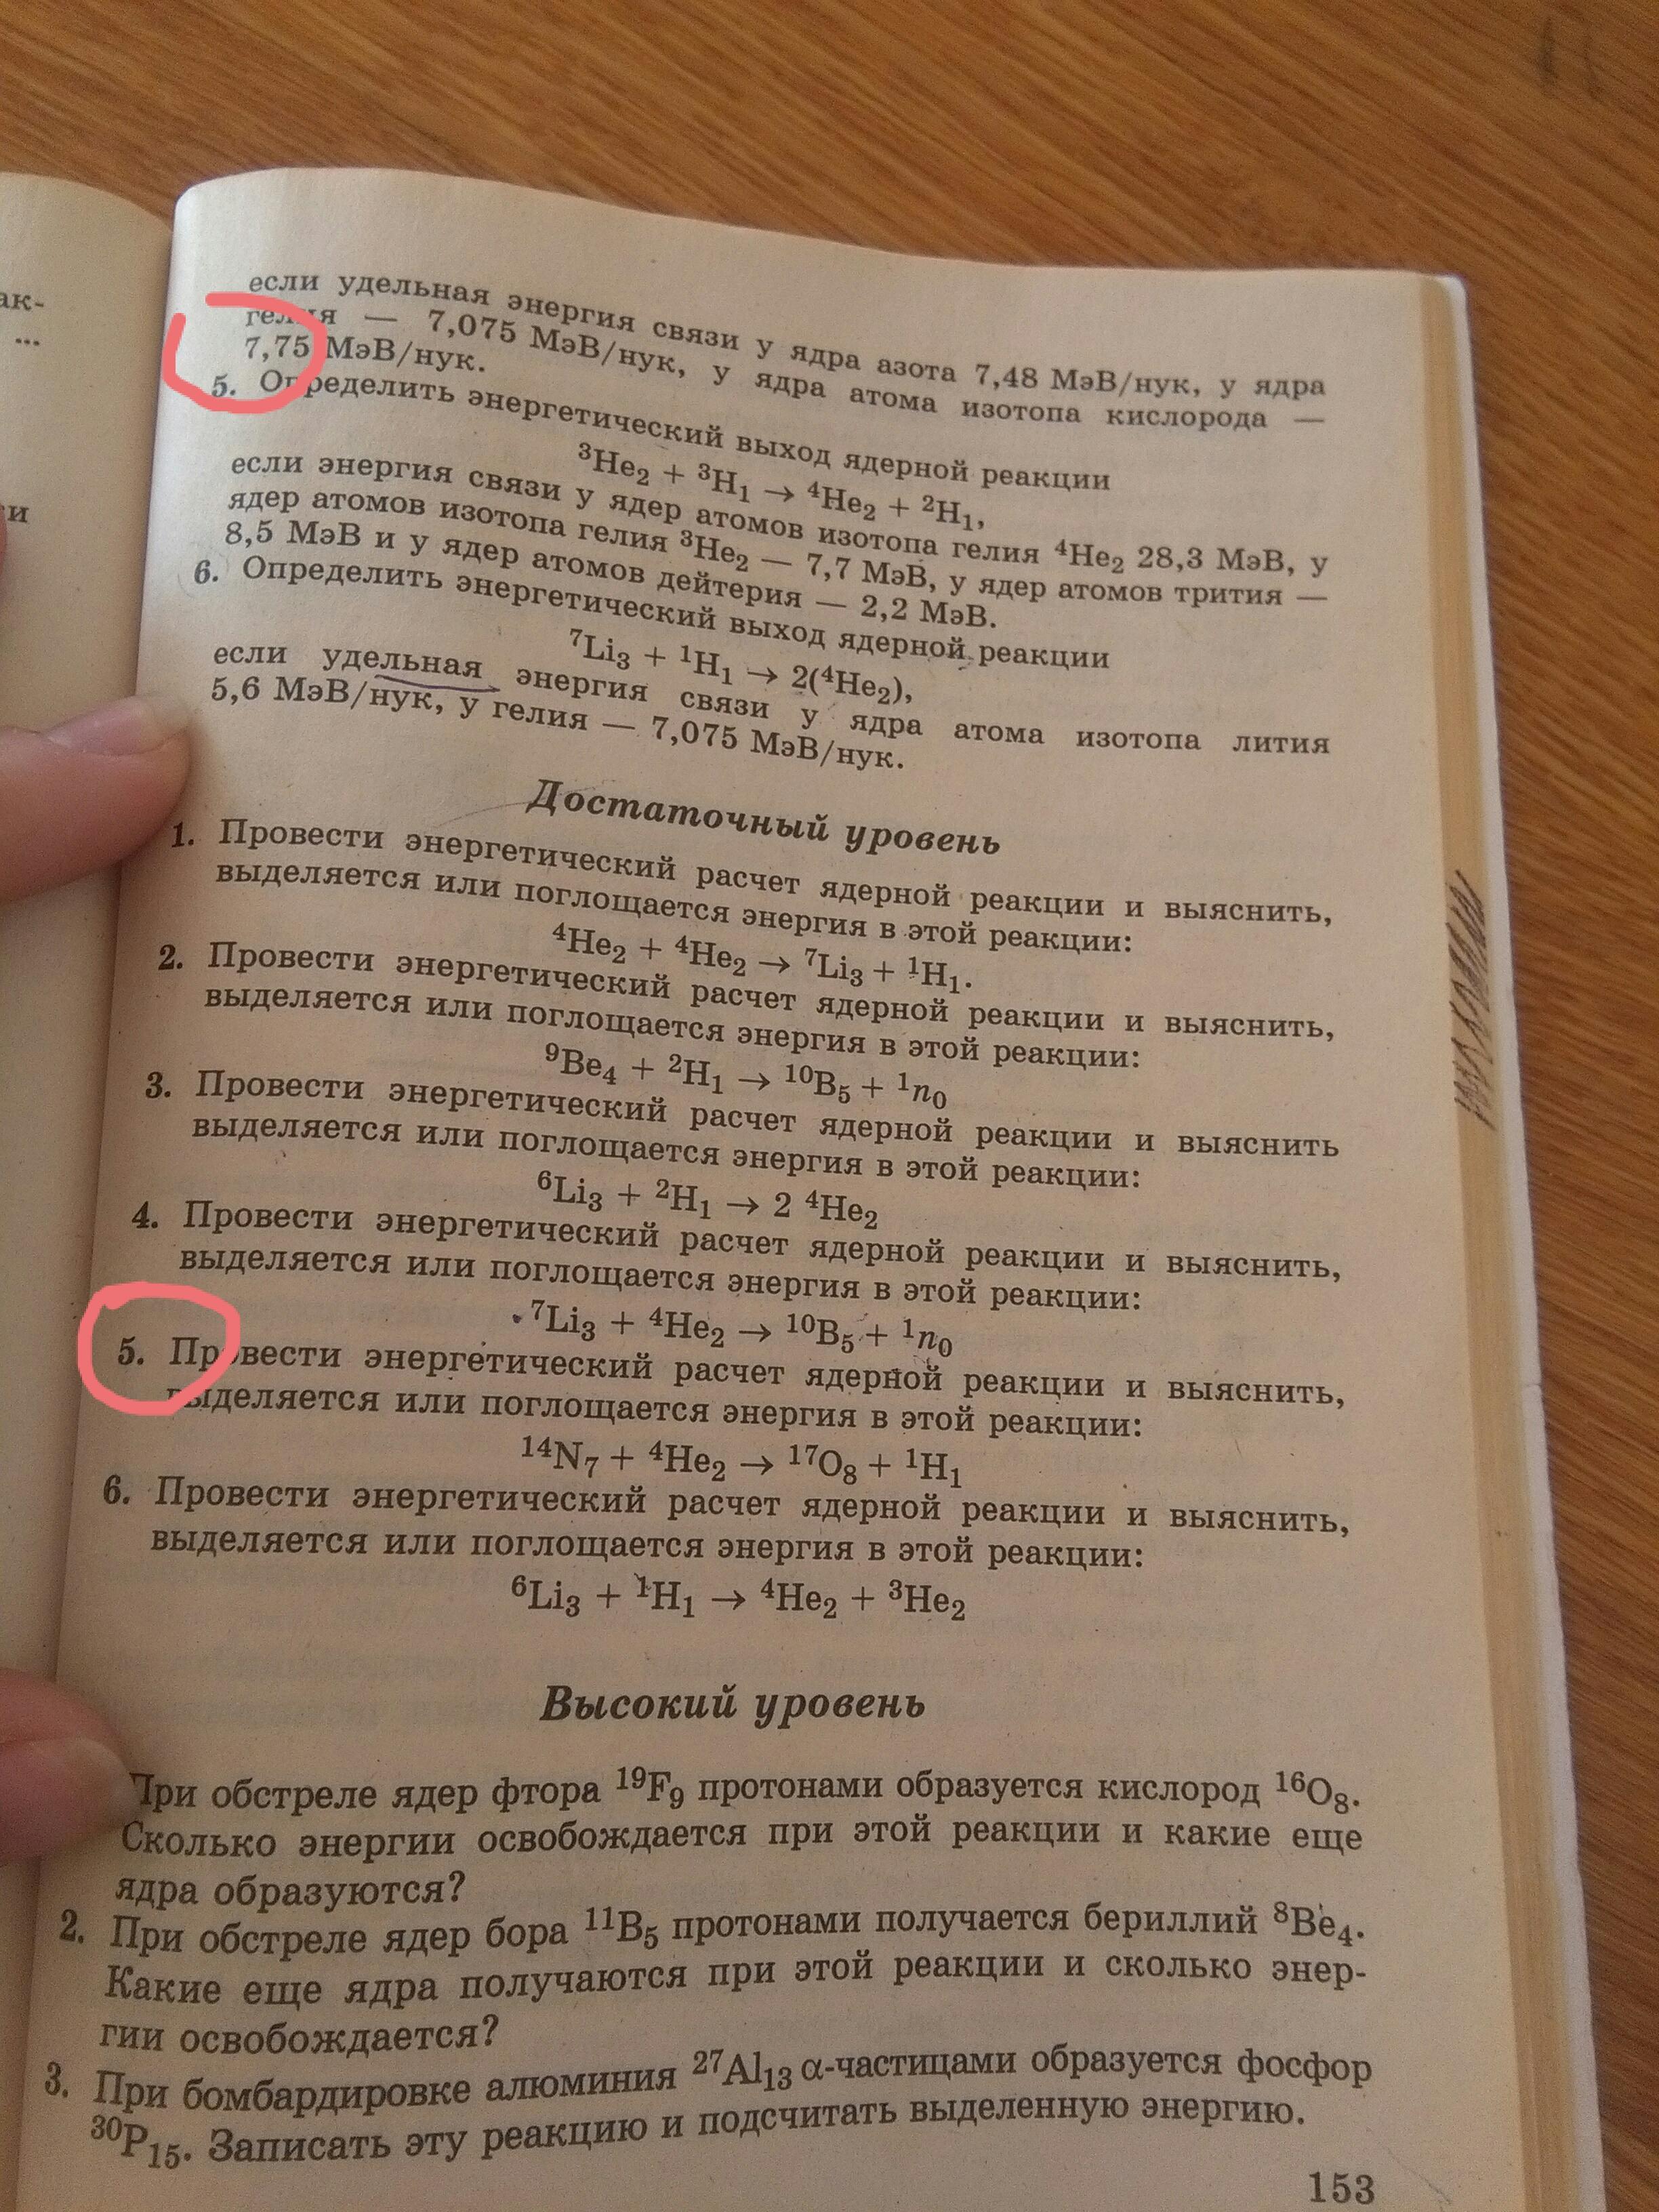 ак-
...
и
если удельная энергия связи у ядра азота 7,48 МэВ/нук, у ядра
гелия — 7,075 МэВ/нук, у ядра атома изотопа кислорода —
7,75 МэВ/нук.
5. Определить энергетический выход ядерной реакции
³He₂ + ³H₁ → ⁴He₂ + ²H₁,
если энергия связи у ядер атомов изотопа гелия ⁴He₂ 28,3 МэВ, у
ядер атомов изотопа гелия ³He₂ — 7,7 МэВ, у ядер атомов трития —
8,5 МэВ и у ядер атомов дейтерия — 2,2 МэВ.
6. Определить энергетический выход ядерной реакции
⁷Li₃ + ¹H₁ → 2(⁴He₂),
если удельная энергия связи у ядра атома изотопа лития
5,6 МэВ/нук, у гелия — 7,075 МэВ/нук.
Достаточный уровень
1. Провести энергетический расчет ядерной реакции и выяснить,
выделяется или поглощается энергия в этой реакции:
⁴He₂ + ⁴He₂ → ⁷Li₃ + ¹H₁.
2. Провести энергетический расчет ядерной реакции и выяснить,
выделяется или поглощается энергия в этой реакции:
⁹Be₄ + ²H₁ → ¹⁰B₅ + ¹n₀
3. Провести энергетический расчет ядерной реакции и выяснить
выделяется или поглощается энергия в этой реакции:
⁶Li₃ + ²H₁ → 2 ⁴He₂
4. Провести энергетический расчет ядерной реакции и выяснить,
выделяется или поглощается энергия в этой реакции:
⁷Li₃ + ⁴He₂ → ¹⁰B₅ + ¹n₀
5. Провести энергетический расчет ядерной реакции и выяснить,
выделяется или поглощается энергия в этой реакции:
¹⁴N₇ + ⁴He₂ → ¹⁷O₈ + ¹H₁
6. Провести энергетический расчет ядерной реакции и выяснить,
выделяется или поглощается энергия в этой реакции:
⁶Li₃ + ¹H₁ → ⁴He₂ + ³He₂
Высокий уровень
При обстреле ядер фтора ¹⁹F₉ протонами образуется кислород ¹⁶O₈.
Сколько энергии освобождается при этой реакции и какие еще
ядра образуются?
2. При обстреле ядер бора ¹¹B₅ протонами получается бериллий ⁸Be₄.
Какие еще ядра получаются при этой реакции и сколько энер-
гии освобождается?
3. При бомбардировке алюминия ²⁷Al₁₃ α-частицами образуется фосфор
³⁰P₁₅. Записать эту реакцию и подсчитать выделенную энергию.
153